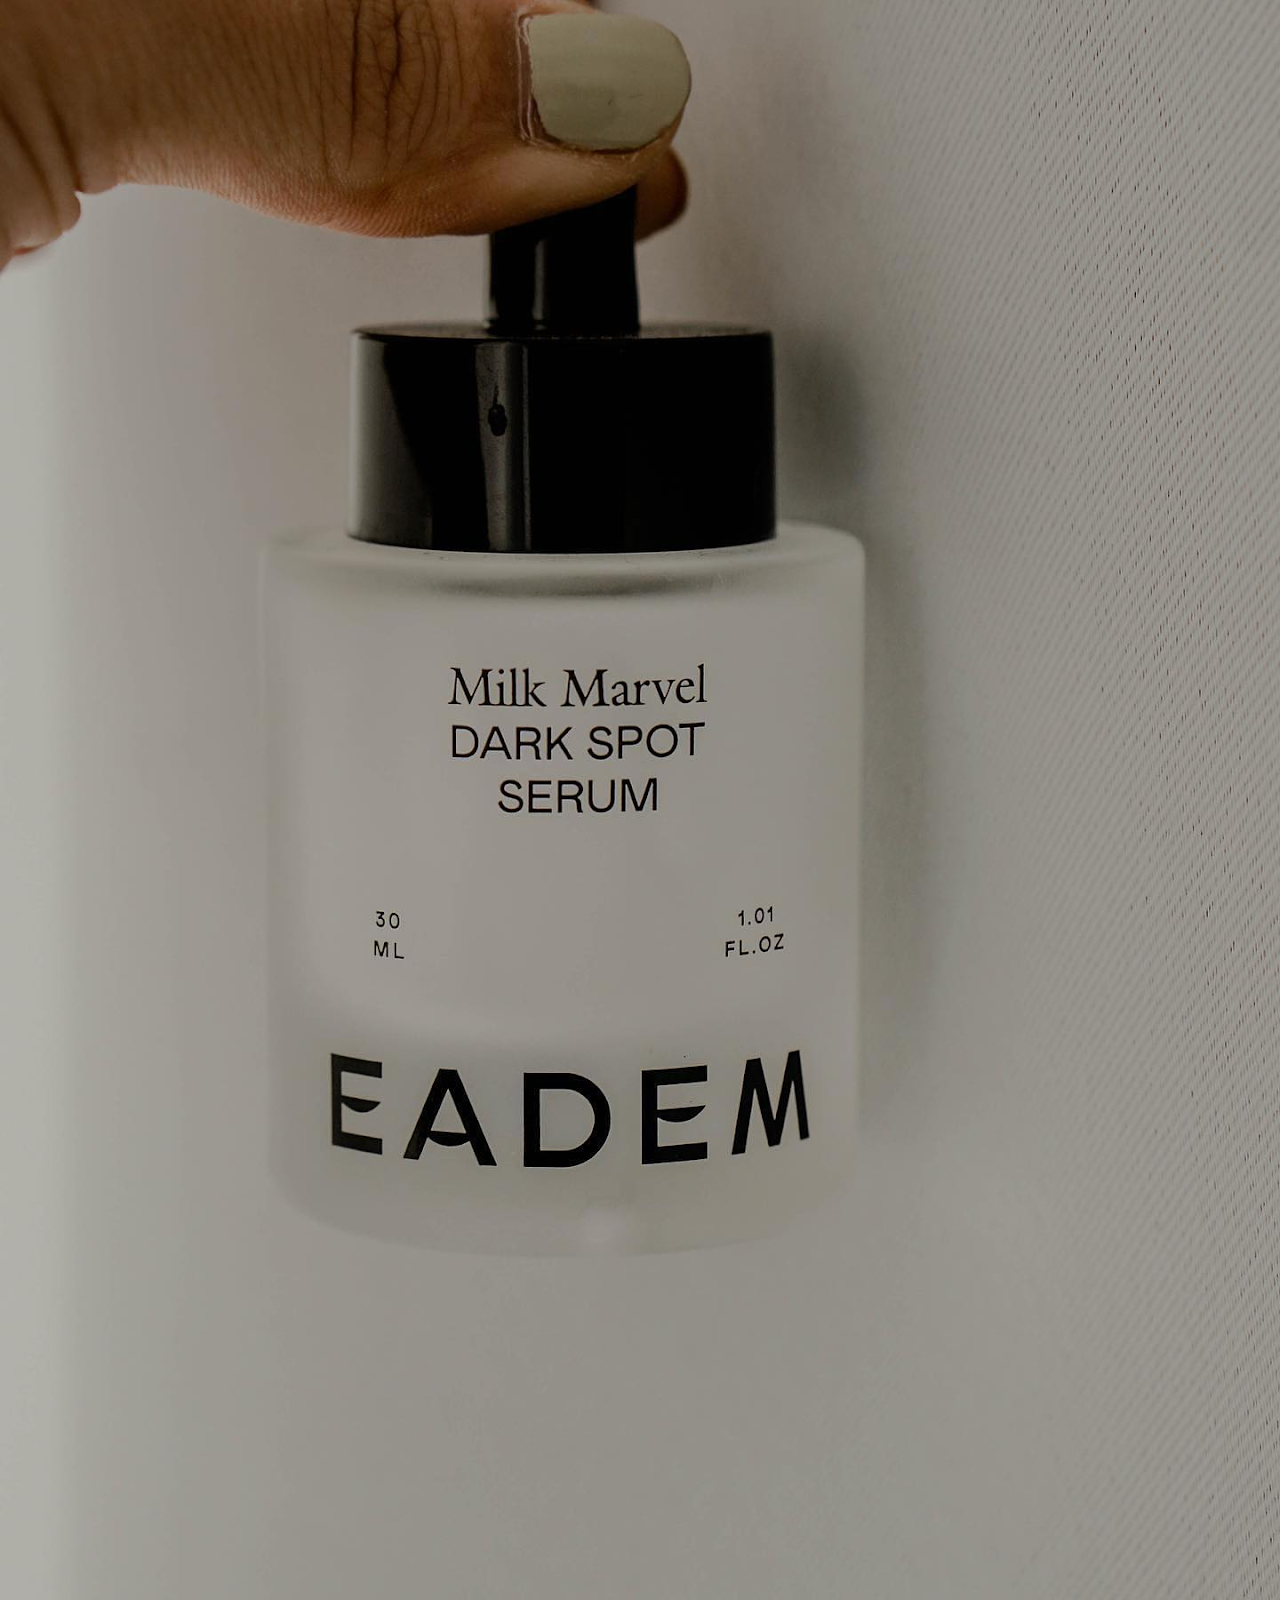 Milk Marvel
DARK SPOT
SERUM
30
ML
1.01
FL.OZ
EADEM